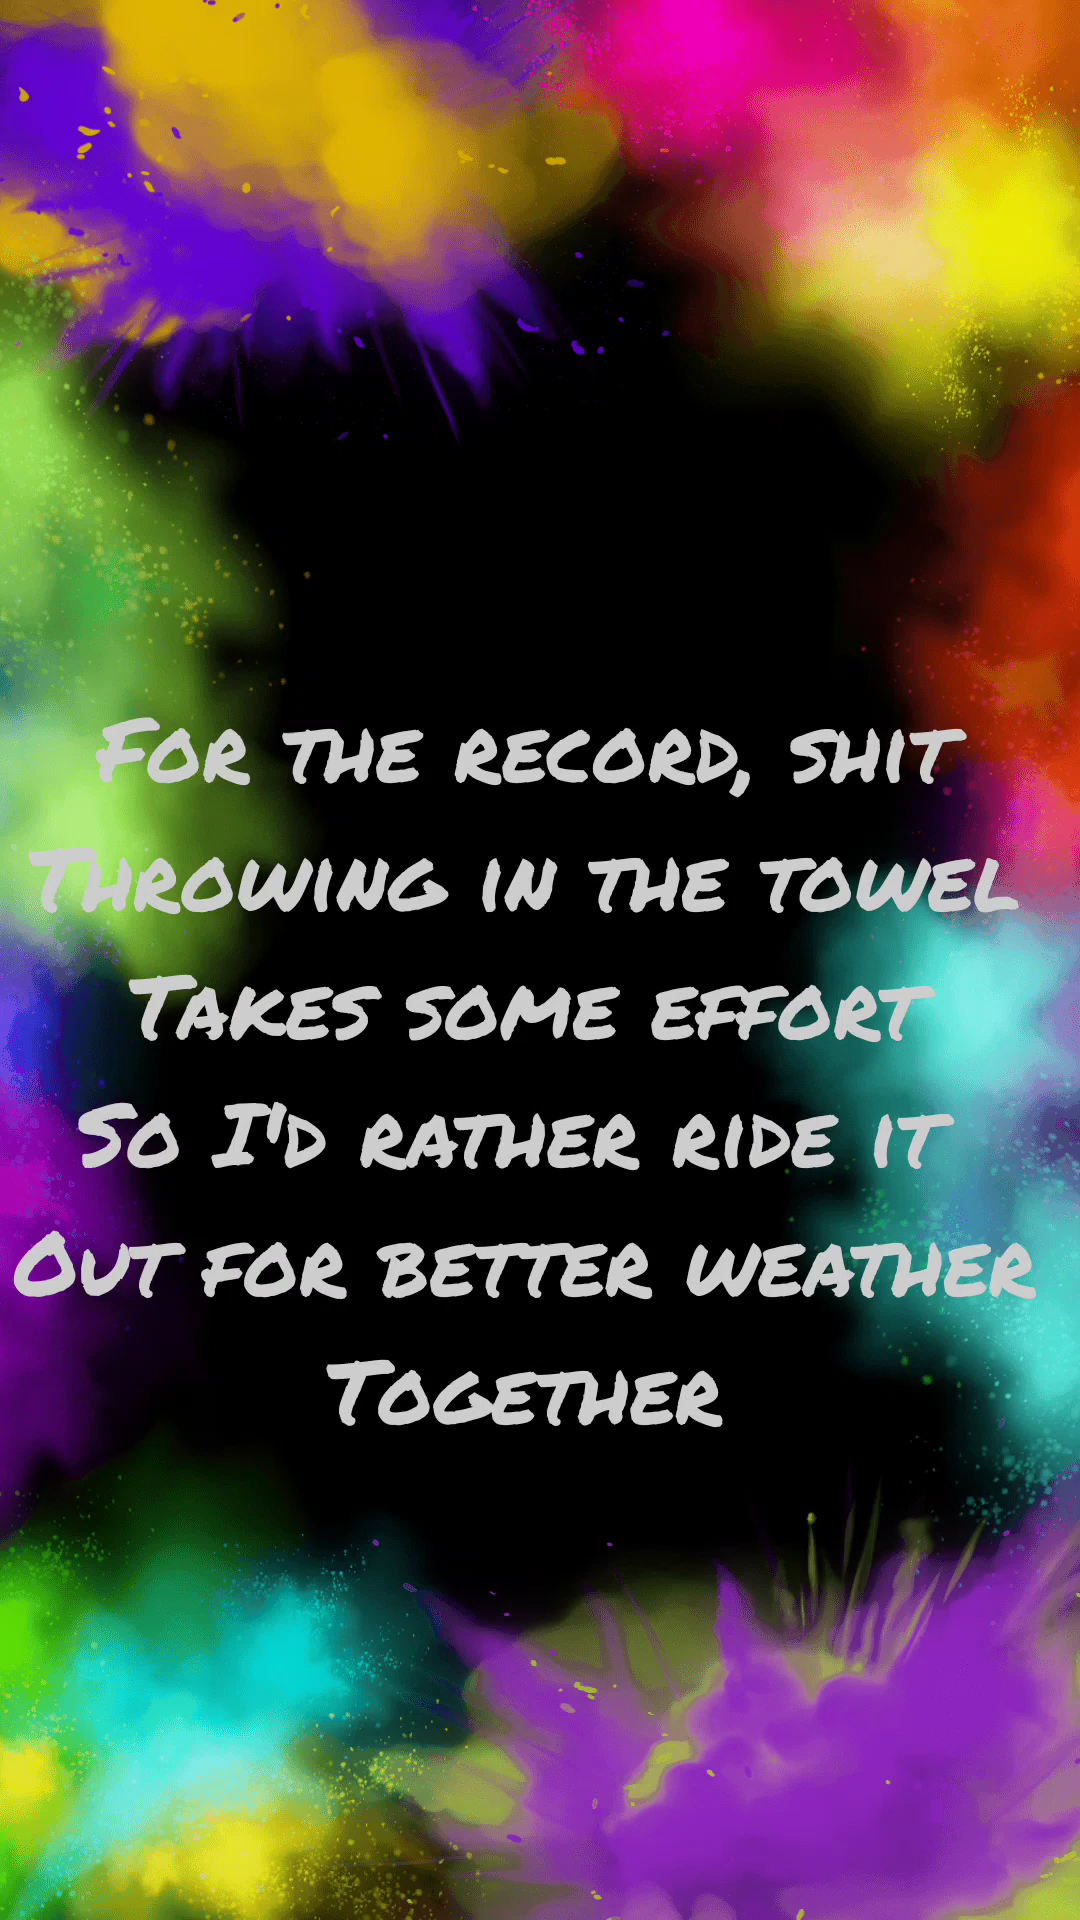 For the record, shit
Throwing in the towel
Takes some effort
So I'd rather ride it
Out for better weather
Together